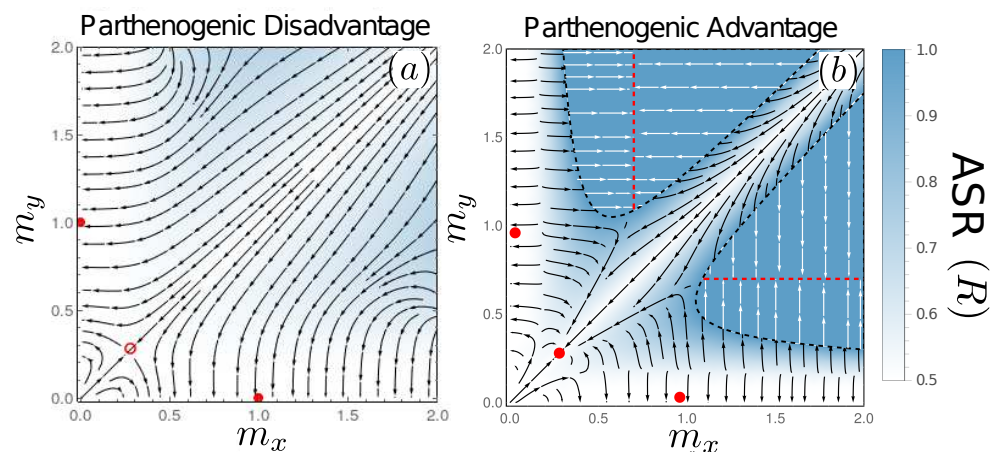 Parthenogenic Disadvantage
(a)
2.0
1.5
1.0
0.5
0.0
0.0 0.5 1.0 1.5 2.0
m_y
m_x
Parthenogenic Advantage
(b)
2.0
1.5
1.0
0.5
0.0
0.0 0.5 1.0 1.5 2.0
m_y
m_x
1.0
0.9
0.8
0.7
0.6
0.5
ASR (R)